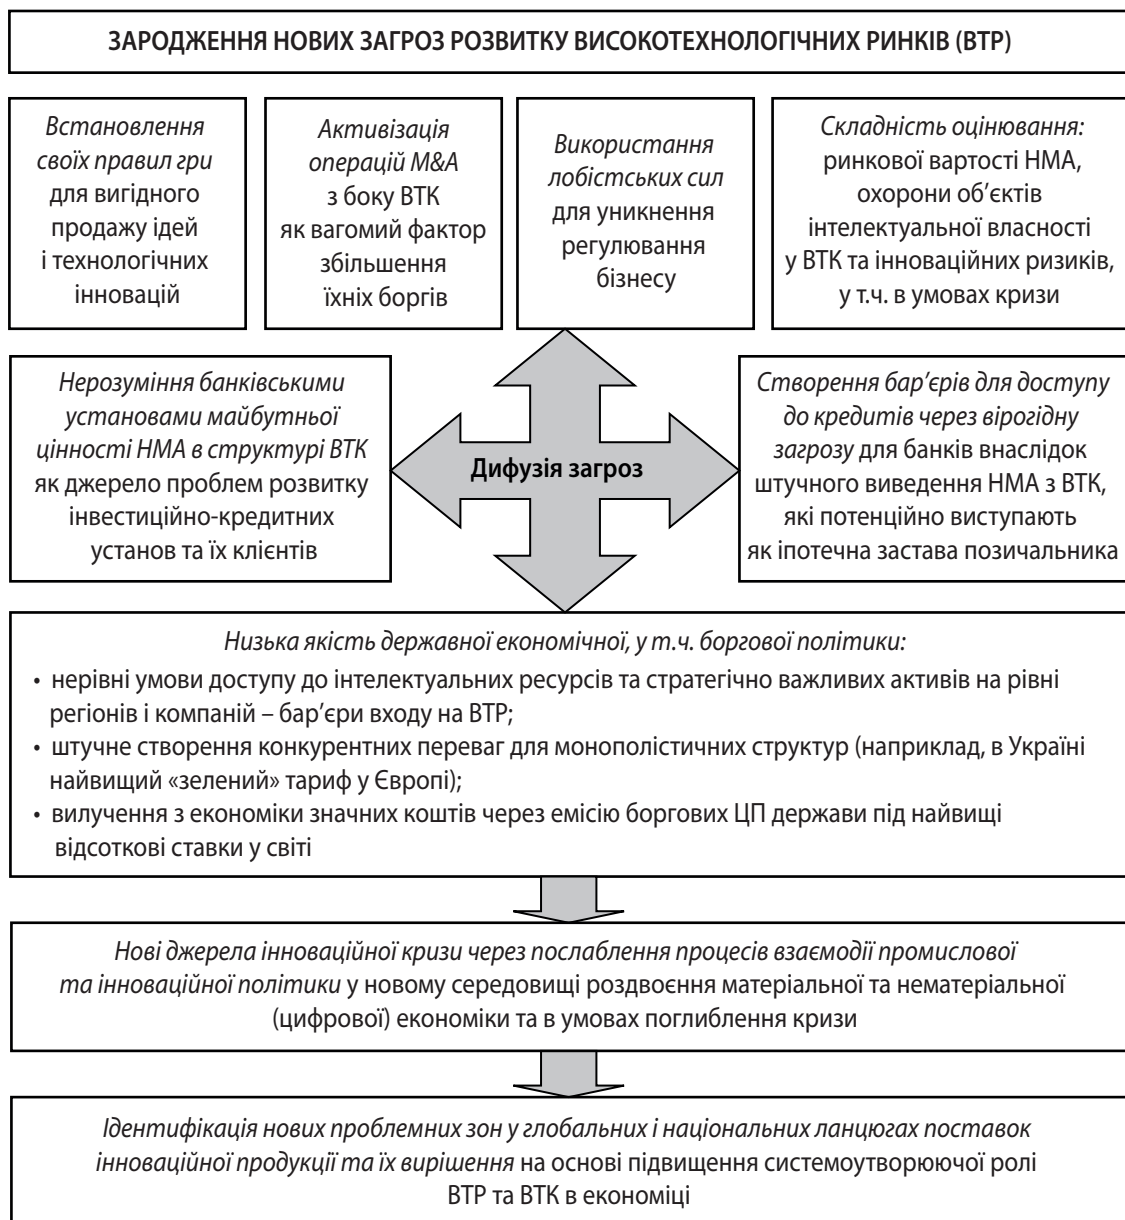 ЗАРОДЖЕННЯ НОВИХ ЗАГРОЗ РОЗВИТКУ ВИСОКОТЕХНОЛОГІЧНИХ РИНКІВ (ВТР)
Встановлення
своїх правил гри
для вигідного
продажу ідей
і технологічних
інновацій
Активізація
операцій M&A
з боку ВТК
як вагомий фактор
збільшення
їхніх боргів
Використання
лобістських сил
для уникнення
регулювання
бізнесу
Складність оцінювання:
ринкової вартості НМА,
охорони об’єктів
інтелектуальної власності
у ВТК та інноваційних ризиків,
у т.ч. в умовах кризи
Нерозуміння банківськими
установами майбутньої
цінності НМА в структурі ВТК
як джерело проблем розвитку
інвестиційно-кредитних
установ та їх клієнтів
Дифузія загроз
Створення бар’єрів для доступу
до кредитів через вірогідну
загрозу для банків внаслідок
штучного виведення НМА з ВТК,
які потенційно виступають
як іпотечна застава позичальника
Низька якість державної економічної, у т.ч. боргової політики:
• нерівні умови доступу до інтелектуальних ресурсів та стратегічно важливих активів на рівні
регіонів і компаній – бар’єри входу на ВТР;
• штучне створення конкурентних переваг для монополістичних структур (наприклад, в Україні
найвищий «зелений» тариф у Європі);
• вилучення з економіки значних коштів через емісію боргових ЦП держави під найвищі
відсоткові ставки у світі
Нові джерела інноваційної кризи через послаблення процесів взаємодії промислової
та інноваційної політики у новому середовищі роздвоєння матеріальної та нематеріальної
(цифрової) економіки та в умовах поглиблення кризи
Ідентифікація нових проблемних зон у глобальних і національних ланцюгах поставок
інноваційної продукції та їх вирішення на основі підвищення системоутворюючої ролі
ВТР та ВТК в економіці